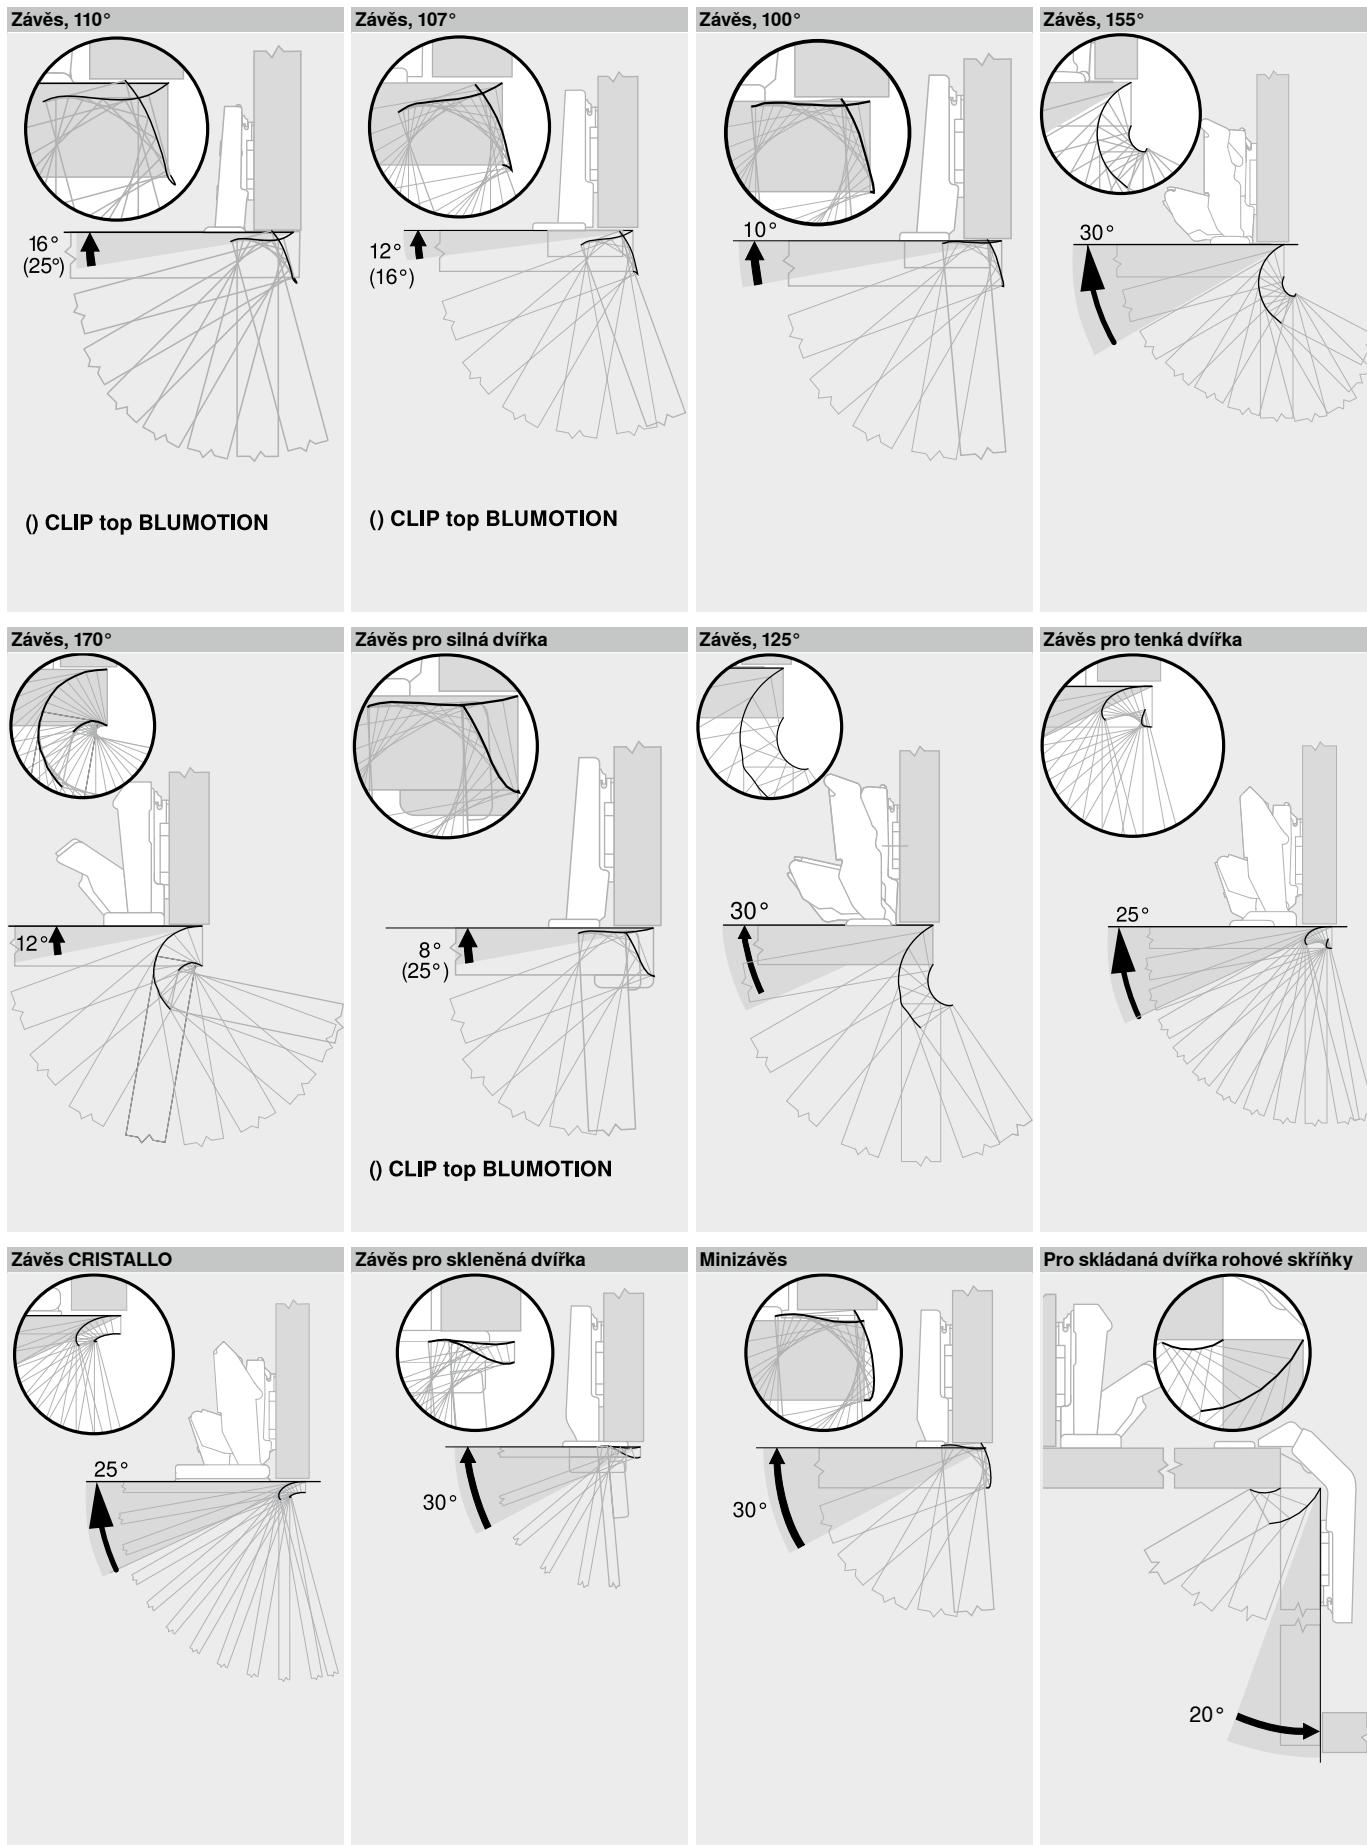 Závěs, 110°
Závěs, 107°
Závěs, 100°
Závěs, 155°
16°
(25°)
12°
(16°)
10°
30°
() CLIP top BLUMOTION
() CLIP top BLUMOTION
Závěs, 170°
Závěs pro silná dvířka
Závěs, 125°
Závěs pro tenká dvířka
12°
8°
(25°)
30°
25°
() CLIP top BLUMOTION
Závěs CRISTALLO
Závěs pro skleněná dvířka
Minizávěs
Pro skládaná dvířka rohové skříňky
25°
30°
30°
20°